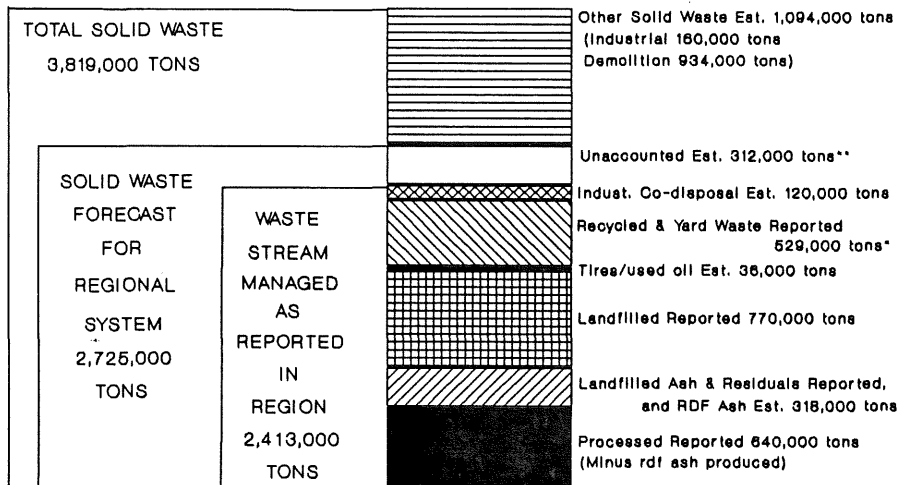 TOTAL SOLID WASTE
3,819,000 TONS
SOLID WASTE
FORECAST
FOR
REGIONAL
SYSTEM
2,725,000
TONS
WASTE
STREAM
MANAGED
AS
REPORTED
IN
REGION
2,413,000
TONS
Other Solid Waste Est. 1,094,000 tons
(Industrial 160,000 tons
Demolition 934,000 tons)
Unaccounted Est. 312,000 tons**
Indust. Co-disposal Est. 120,000 tons
Recycled & Yard Waste Reported
529,000 tons*
Tires/used oil Est. 36,000 tons
Landfilled Reported 770,000 tons
Landfilled Ash & Residuals Reported,
and RDF Ash Est. 318,000 tons
Processed Reported 640,000 tons
(Minus rdf ash produced)